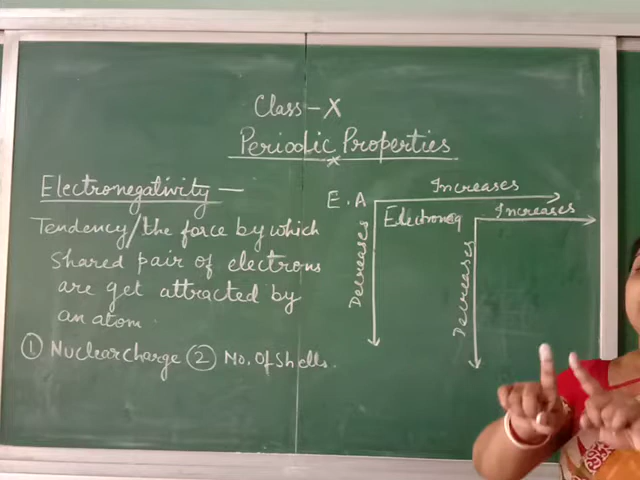 Class - X
Periodic Properties
Electronegativity -
Tendency/the force by which
shared pair of electrons
are get attracted by
an atom.
① Nuclear charge ② No. of shells.
E.A
Increases
Decreases
Electroneg
Increases
Decreases